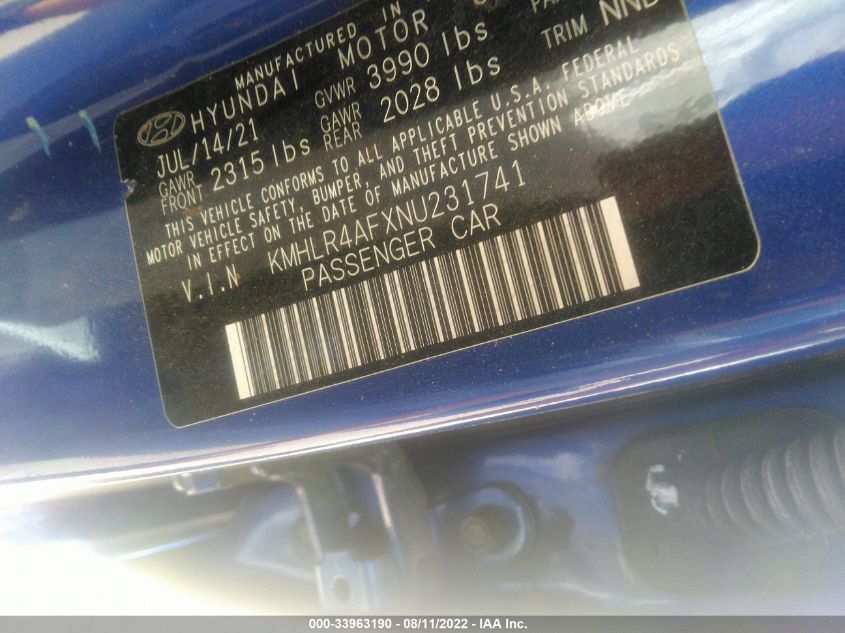 MANUFACTURED IN
HYUNDAI MOTOR
JUL/14/21 GVWR 3990 lbs
GAWR FRONT 2315 lbs GAWR REAR 2028 lbs TRIM
THIS VEHICLE CONFORMS TO ALL APPLICABLE U.S.A. FEDERAL
MOTOR VEHICLE SAFETY, BUMPER, AND THEFT PREVENTION STANDARDS
IN EFFECT ON THE DATE OF MANUFACTURE SHOWN ABOVE
V.I.N KMHLR4AFXNU231741
PASSENGER CAR
000-33963190 - 08/11/2022 - IAA Inc.